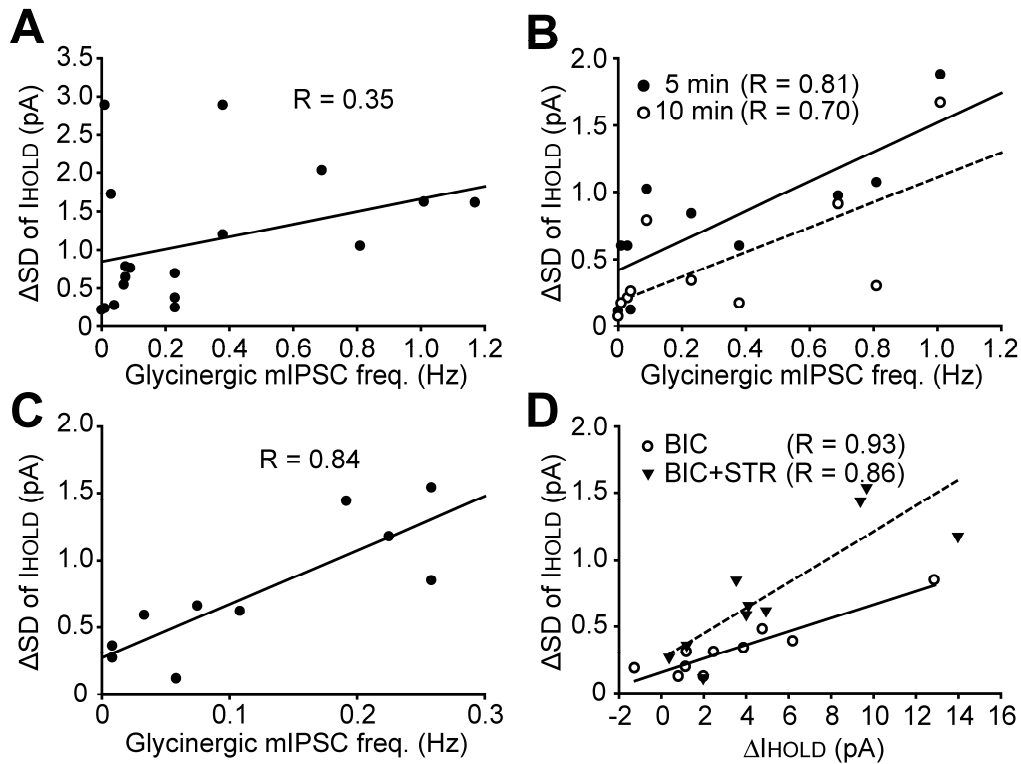 A
3.5
3.0
2.5
2.0
1.5
1.0
0.5
0
ΔSD of IHOLD (pA)
R = 0.35
0 0.2 0.4 0.6 0.8 1.0 1.2
Glycinergic mIPSC freq. (Hz)
B
2.0
1.5
1.0
0.5
0
ΔSD of IHOLD (pA)
5 min (R = 0.81)
10 min (R = 0.70)
0 0.2 0.4 0.6 0.8 1.0 1.2
Glycinergic mIPSC freq. (Hz)
C
2.0
1.5
1.0
0.5
0
ΔSD of IHOLD (pA)
R = 0.84
0 0.1 0.2 0.3
Glycinergic mIPSC freq. (Hz)
D
2.0
1.5
1.0
0.5
0
ΔSD of IHOLD (pA)
BIC (R = 0.93)
BIC+STR (R = 0.86)
-2 0 2 4 6 8 10 12 14 16
ΔIHOLD (pA)